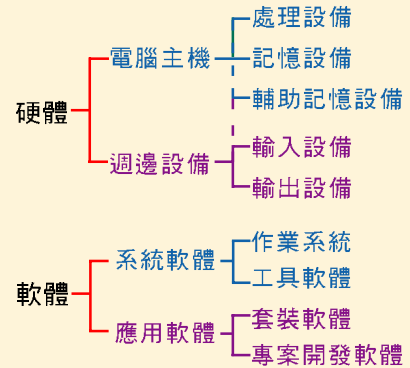 硬體
電腦主機
處理設備
記憶設備
輔助記憶設備
週邊設備
輸入設備
輸出設備
軟體
系統軟體
作業系統
工具軟體
應用軟體
套裝軟體
專案開發軟體